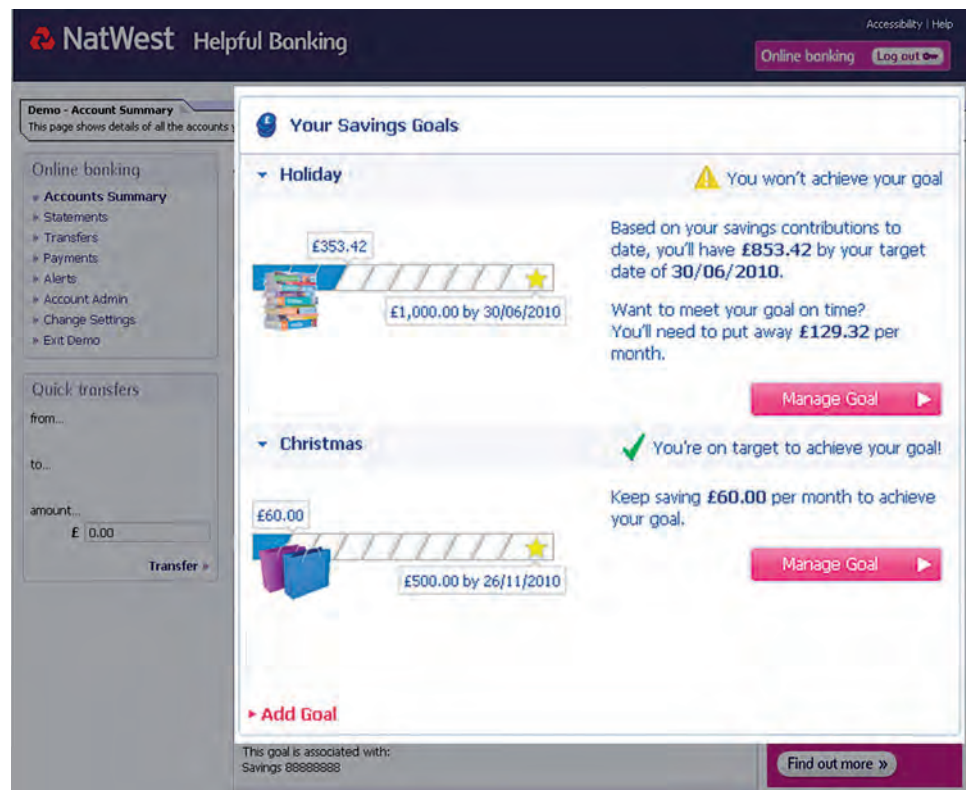 NatWest Helpful Banking
Accessibility | Help
Online banking Log out
Demo - Account Summary
This page shows details of all the accounts
Online banking
Accounts Summary
Statements
Transfers
Payments
Alerts
Account Admin
Change Settings
Exit Demo
Quick transfers
from...
to...
amount...
£ 0.00
Transfer »
Your Savings Goals
Holiday
You won't achieve your goal
£353.42
£1,000.00 by 30/06/2010
Based on your savings contributions to
date, you'll have £853.42 by your target
date of 30/06/2010.
Want to meet your goal on time?
You'll need to put away £129.32 per
month.
Manage Goal
Christmas
You're on target to achieve your goal!
£60.00
£500.00 by 26/11/2010
Keep saving £60.00 per month to achieve
your goal.
Manage Goal
Add Goal
This goal is associated with:
Savings 88888888
Find out more »